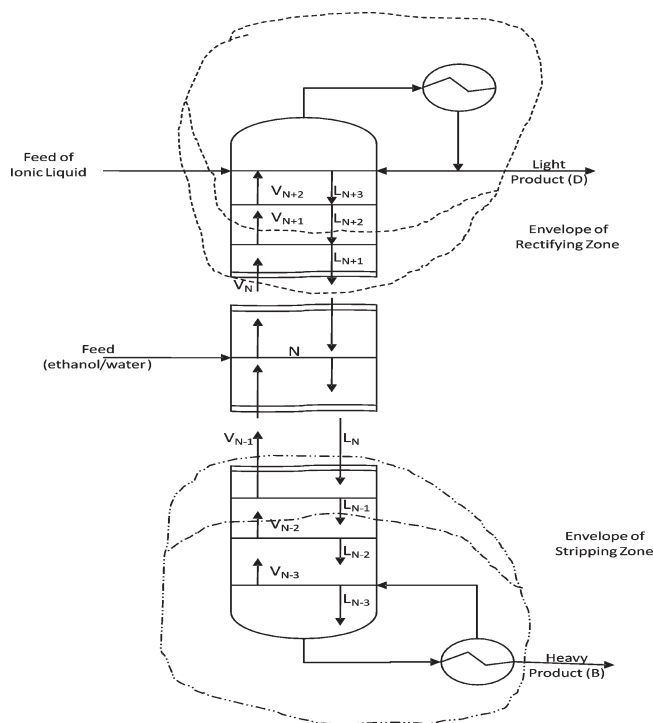 Feed of
Ionic Liquid
Light
Product (D)
V_{N+2}
L_{N+3}
V_{N+1}
L_{N+2}
Envelope of
Rectifying Zone
L_{N+1}
V_N
Feed
(ethanol/water)
N
V_{N-1}
L_N
L_{N-1}
V_{N-2}
Envelope of
Stripping Zone
L_{N-2}
V_{N-3}
L_{N-3}
Heavy
Product (B)